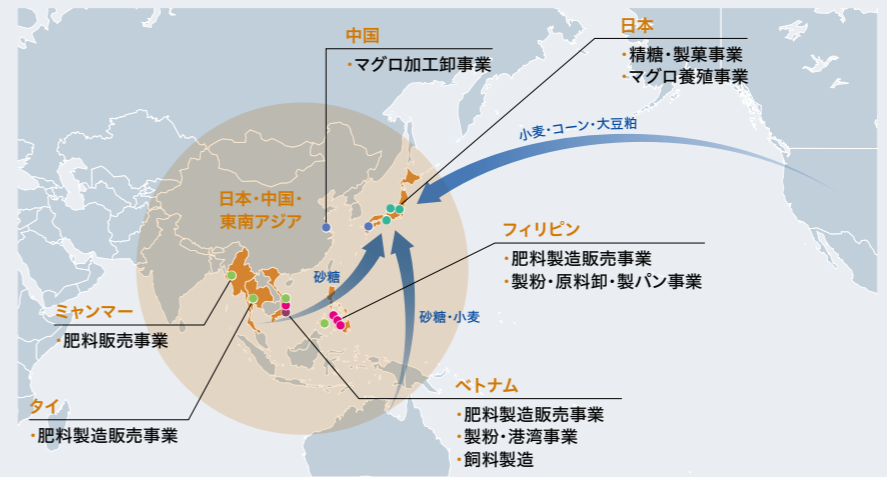 中国
・マグロ加工卸事業
日本
・精糖・製菓事業
・マグロ養殖事業
小麦・コーン・大豆粕
日本・中国・
東南アジア
フィリピン
・肥料製造販売事業
・製粉・原料卸・製パン事業
砂糖
砂糖・小麦
ミャンマー
・肥料販売事業
タイ
・肥料製造販売事業
ベトナム
・肥料製造販売事業
・製粉・港湾事業
・飼料製造